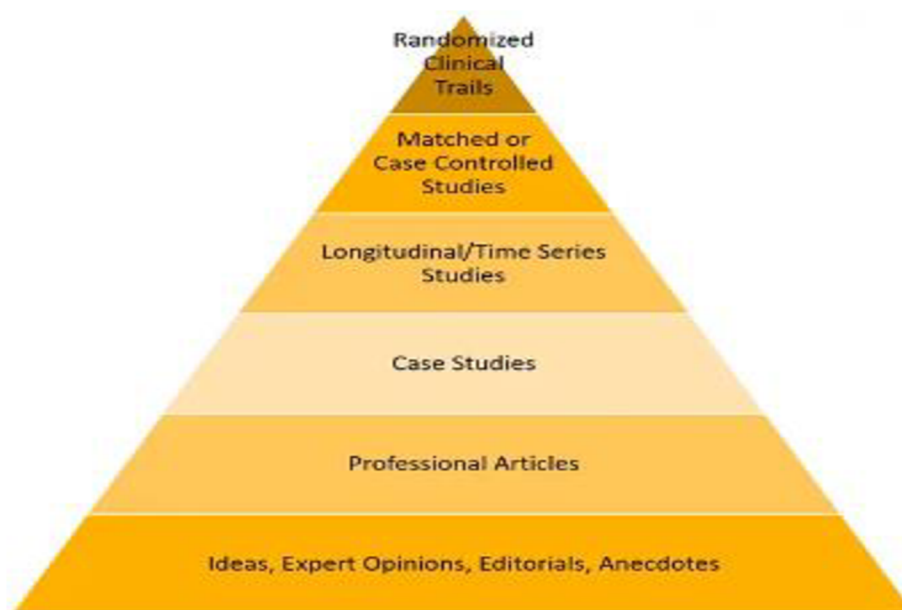 Randomized
Clinical
Trails
Matched or
Case Controlled
Studies
Longitudinal/Time Series
Studies
Case Studies
Professional Articles
Ideas, Expert Opinions, Editorials, Anecdotes